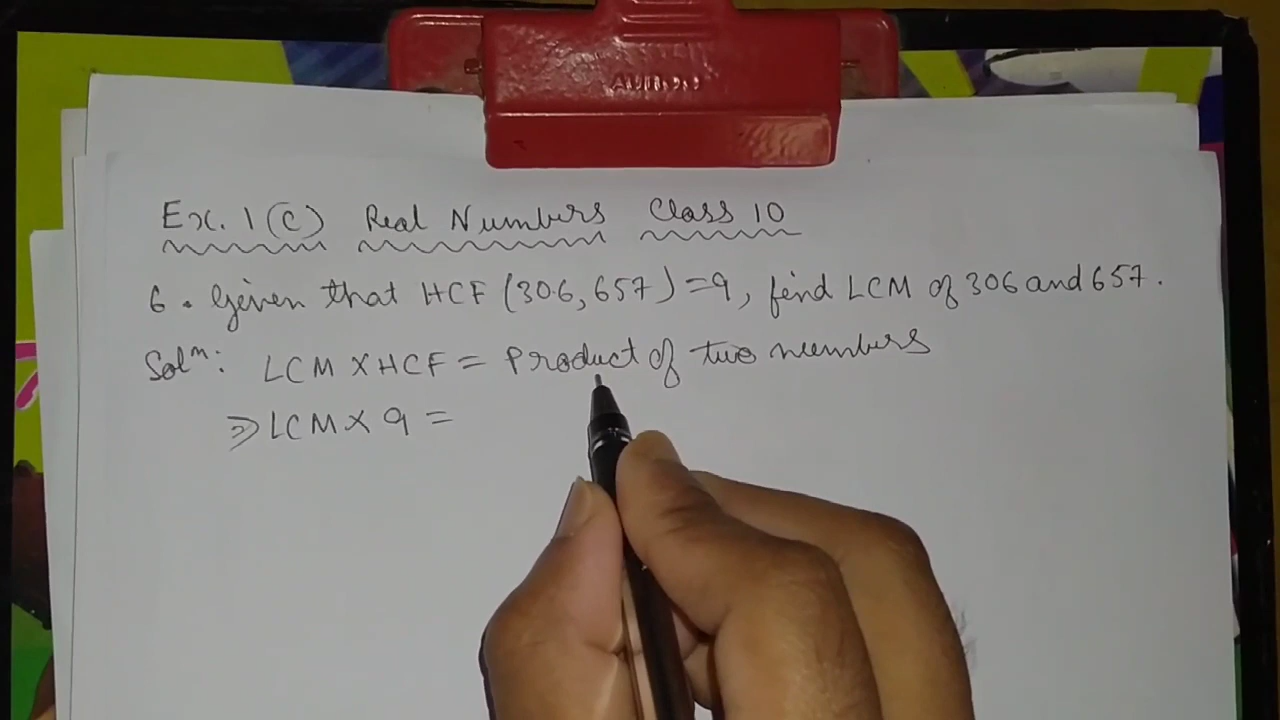 Ex. 1(C) Real Numbers Class 10
6. Given that HCF (306, 657) = 9, find LCM of 306 and 657.
Solⁿ: LCM × HCF = Product of two numbers
⇒ LCM × 9 =